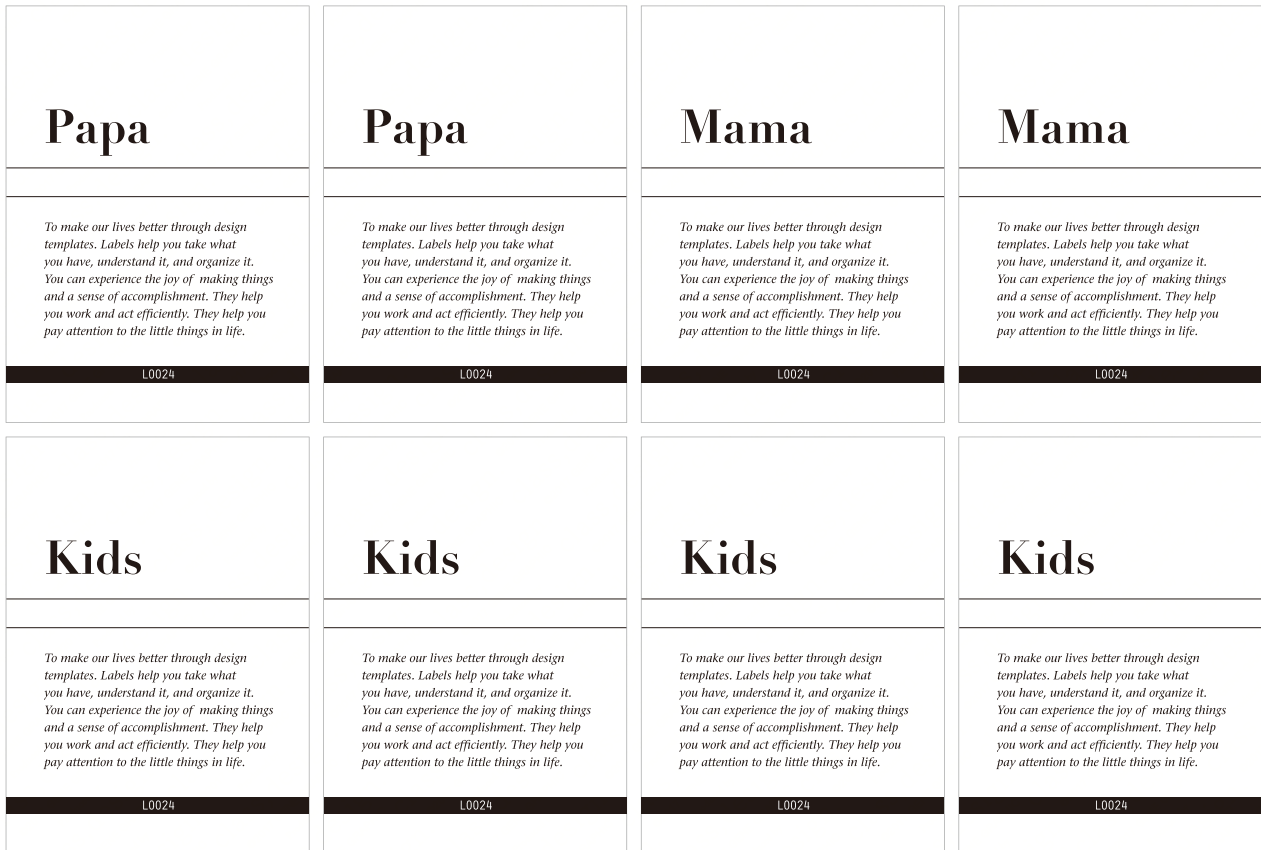 Papa
To make our lives better through design
templates. Labels help you take what
you have, understand it, and organize it.
You can experience the joy of  making things
and a sense of accomplishment. They help
you work and act efficiently. They help you
pay attention to the little things in life.
L0024
Papa
To make our lives better through design
templates. Labels help you take what
you have, understand it, and organize it.
You can experience the joy of  making things
and a sense of accomplishment. They help
you work and act efficiently. They help you
pay attention to the little things in life.
L0024
Mama
To make our lives better through design
templates. Labels help you take what
you have, understand it, and organize it.
You can experience the joy of  making things
and a sense of accomplishment. They help
you work and act efficiently. They help you
pay attention to the little things in life.
L0024
Mama
To make our lives better through design
templates. Labels help you take what
you have, understand it, and organize it.
You can experience the joy of  making things
and a sense of accomplishment. They help
you work and act efficiently. They help you
pay attention to the little things in life.
L0024
Kids
To make our lives better through design
templates. Labels help you take what
you have, understand it, and organize it.
You can experience the joy of  making things
and a sense of accomplishment. They help
you work and act efficiently. They help you
pay attention to the little things in life.
L0024
Kids
To make our lives better through design
templates. Labels help you take what
you have, understand it, and organize it.
You can experience the joy of  making things
and a sense of accomplishment. They help
you work and act efficiently. They help you
pay attention to the little things in life.
L0024
Kids
To make our lives better through design
templates. Labels help you take what
you have, understand it, and organize it.
You can experience the joy of  making things
and a sense of accomplishment. They help
you work and act efficiently. They help you
pay attention to the little things in life.
L0024
Kids
To make our lives better through design
templates. Labels help you take what
you have, understand it, and organize it.
You can experience the joy of  making things
and a sense of accomplishment. They help
you work and act efficiently. They help you
pay attention to the little things in life.
L0024